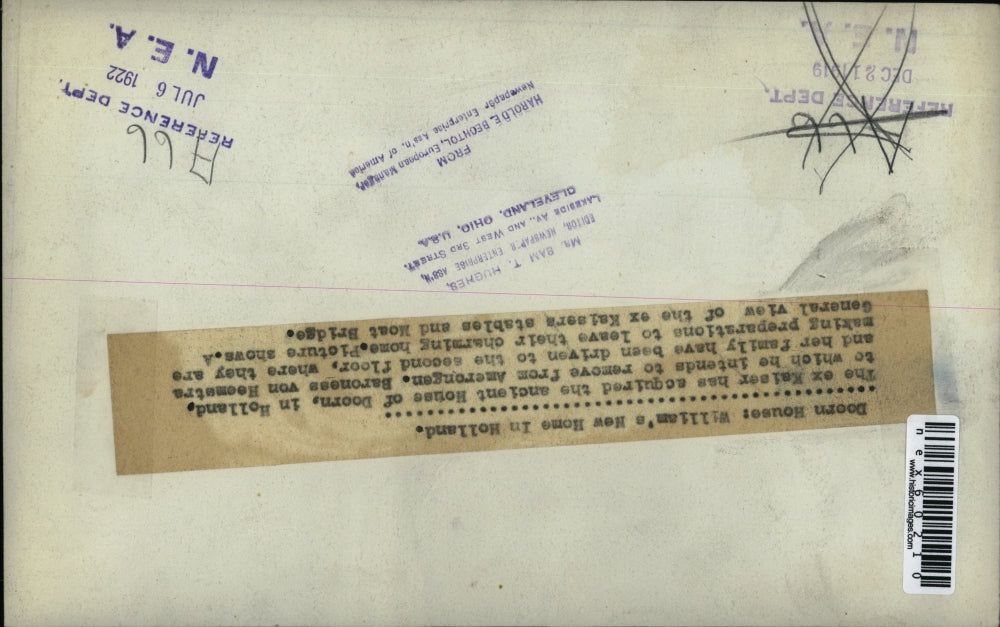 Doorn House: William's New Home In Holland.
The ex Kaiser has acquired the ancient House of Doorn, in Holland,
to which he intends to remove from Amerongen. Baroness von Heemstra
and her family have been driven to the second floor, where they are
making preparations to leave their charming home.Picture shows.A
General view of the ex Kaisers stables and Moat Bridge.
MR. SAM T. HUGHES,
EDITOR, NEWSPAP'R ENTERPRISE ASS'N,
LAKESIDE AV., AND WEST 3RD STREET,
CLEVELAND, OHIO, U.S.A.
FROM
HAROLD E. BECHTOL, European Manager,
Newspaper Enterprise Ass'n. of America
REFERENCE DEPT.
JUL 6 1922
N. E. A.
REFERENCE DEPT.
DEC 21 1919
N. E. A.
nex60210
www.historicimages.com